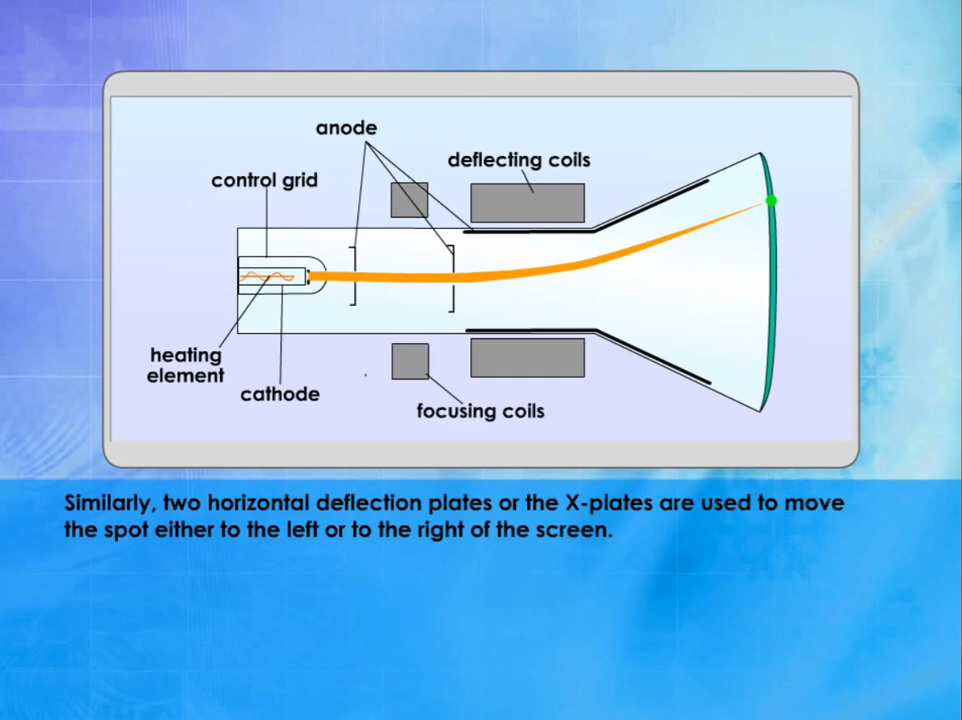 anode
deflecting coils
control grid
heating
element
cathode
focusing coils
Similarly, two horizontal deflection plates or the X-plates are used to move
the spot either to the left or to the right of the screen.